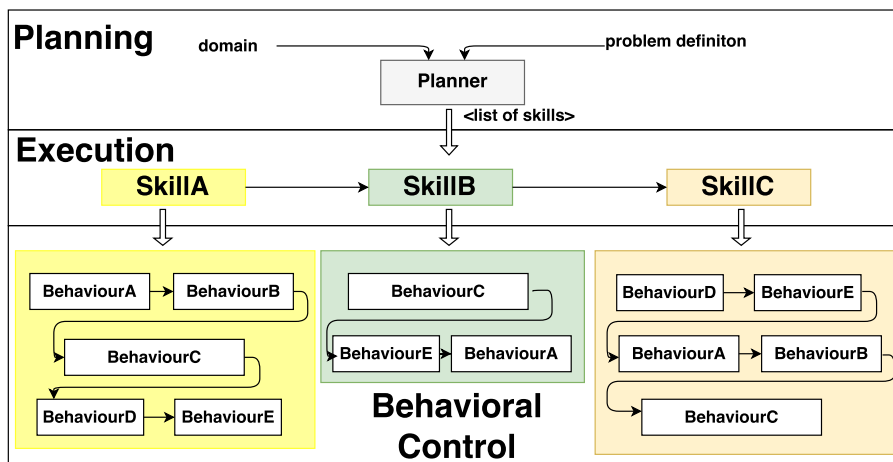 Planning
domain
problem definiton
Planner
<list of skills>
Execution
SkillA
SkillB
SkillC
BehaviourA
BehaviourB
BehaviourC
BehaviourD
BehaviourE
BehaviourC
BehaviourE
BehaviourA
BehaviourD
BehaviourE
BehaviourA
BehaviourB
BehaviourC
Behavioral
Control